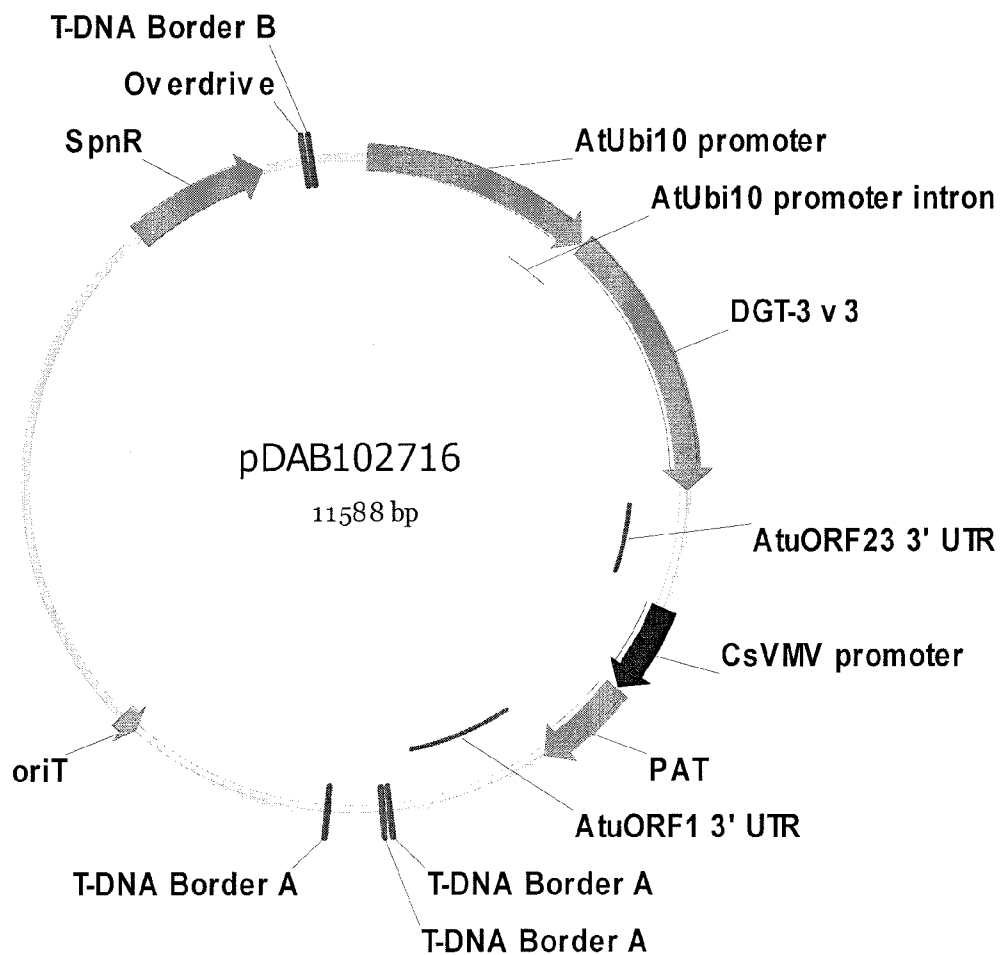 T-DNA Border B
Overdrive
SpnR
AtUbi10 promoter
AtUbi10 promoter intron
DGT-3 v 3
pDAB102716
11588 bp
AtuORF23 3' UTR
CsVMV promoter
PAT
oriT
AtuORF1 3' UTR
T-DNA Border A
T-DNA Border A
T-DNA Border A